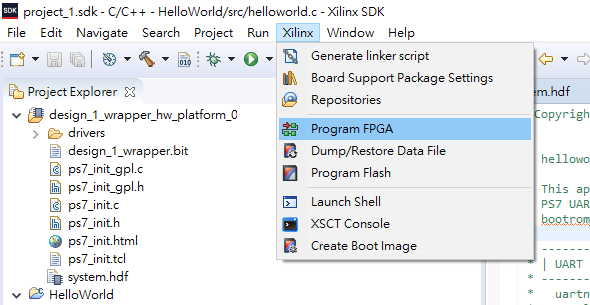 project_1.sdk - C/C++ - HelloWorld/src/helloworld.c - Xilinx SDK
File Edit Navigate Search Project Run Xilinx Window Help
Generate linker script
Board Support Package Settings
Repositories
Program FPGA
Dump/Restore Data File
Program Flash
Launch Shell
XSCT Console
Create Boot Image
Project Explorer
design_1_wrapper_hw_platform_0
drivers
design_1_wrapper.bit
ps7_init_gpl.c
ps7_init_gpl.h
ps7_init.c
ps7_init.h
ps7_init.html
ps7_init.tcl
system.hdf
HelloWorld
em.hdf
Copyrigh
hellowo
This ap
PS7 UAR
bootrom
* | UART
* uartn